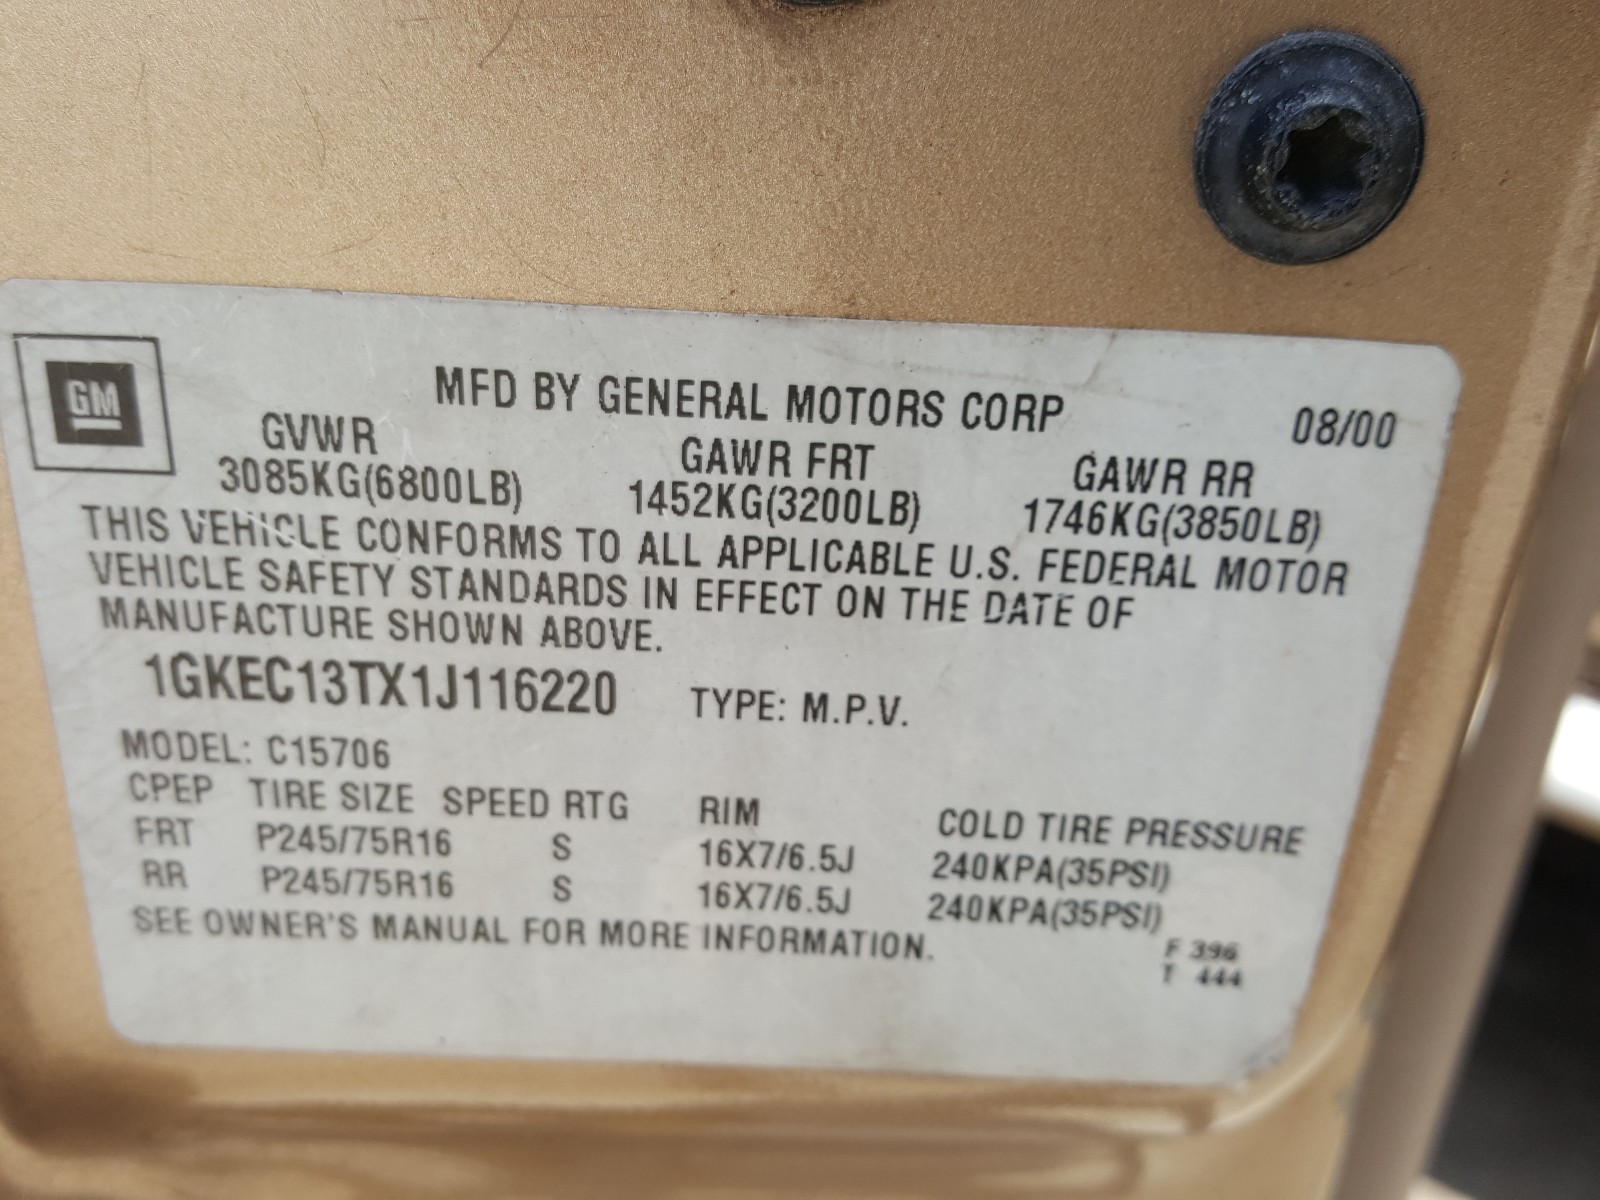 GM
MFD BY GENERAL MOTORS CORP 08/00
GVWR GAWR FRT GAWR RR
3085KG(6800LB) 1452KG(3200LB) 1746KG(3850LB)
THIS VEHICLE CONFORMS TO ALL APPLICABLE U.S. FEDERAL MOTOR
VEHICLE SAFETY STANDARDS IN EFFECT ON THE DATE OF
MANUFACTURE SHOWN ABOVE.
1GKEC13TX1J116220 TYPE: M.P.V.
MODEL: C15706
CPEP TIRE SIZE SPEED RTG RIM COLD TIRE PRESSURE
FRT P245/75R16 S 16X7/6.5J 240KPA(35PSI)
RR P245/75R16 S 16X7/6.5J 240KPA(35PSI)
SEE OWNER'S MANUAL FOR MORE INFORMATION.
F 396
T 444